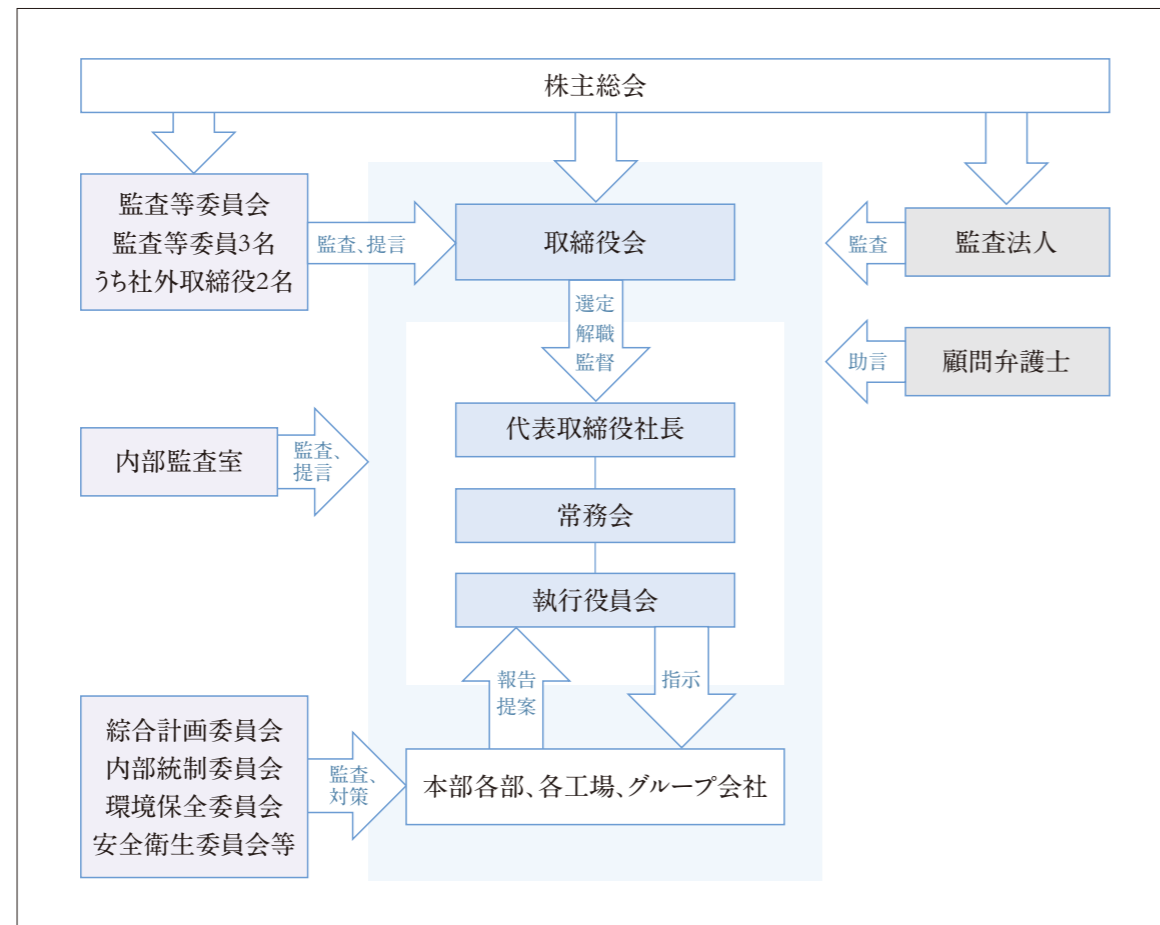 株主総会
監査等委員会
監査等委員3名
うち社外取締役2名
監査、提言
取締役会
監査
監査法人
選定
解職
監督
助言
顧問弁護士
代表取締役社長
内部監査室
監査、
提言
常務会
執行役員会
報告
提案
指示
綜合計画委員会
内部統制委員会
環境保全委員会
安全衛生委員会等
監査、
対策
本部各部、各工場、グループ会社